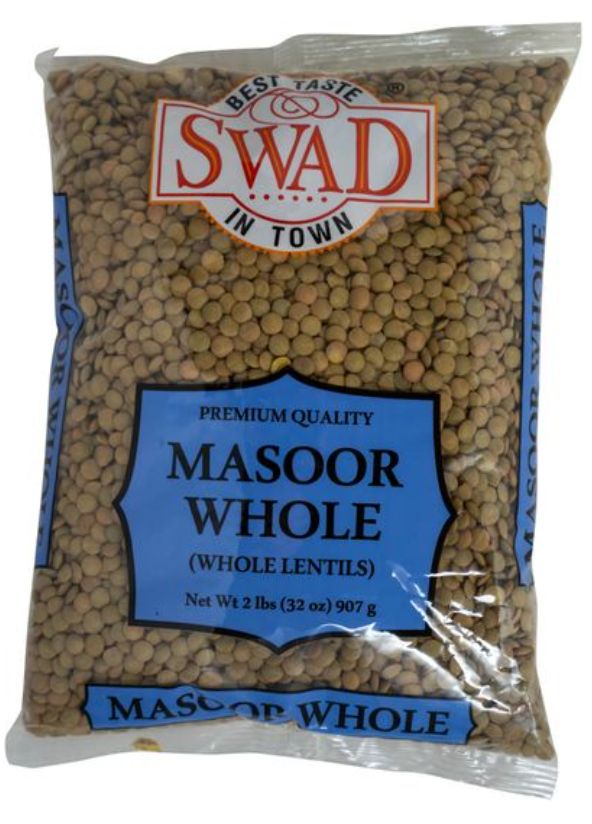 BEST TASTE
®
SWAD
IN TOWN
MASOOR WHOLE
MASOOR WHOLE
PREMIUM QUALITY
MASOOR
WHOLE
(WHOLE LENTILS)
Net Wt 2 lbs (32 oz) 907 g
MASOOR WHOLE